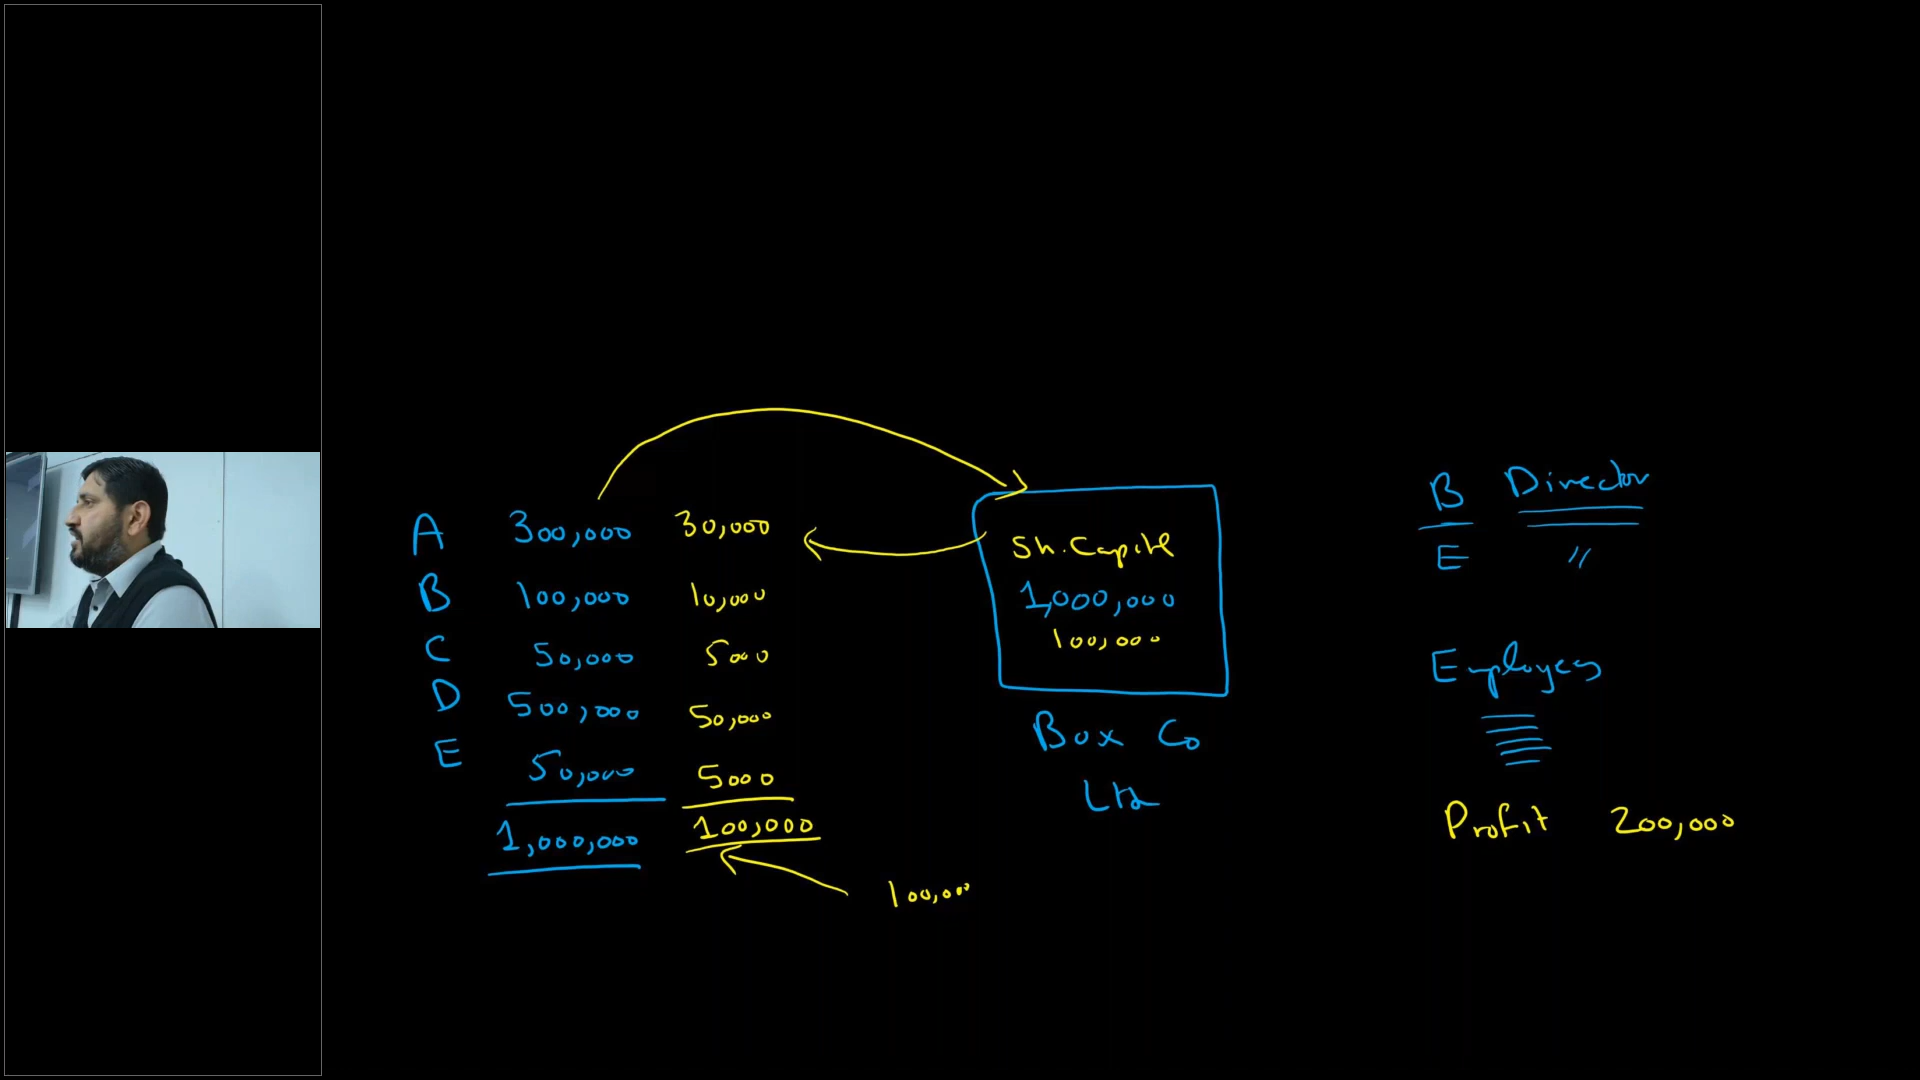 A 300,000 30,000
B 100,000 10,000
C 50,000 5000
D 500,000 50,000
E 50,000 5000
1,000,000 100,000
100,000
Sh. Capital
1,000,000
100,000
Box Co
Ltd
B Director
E "
Employees
Profit 200,000